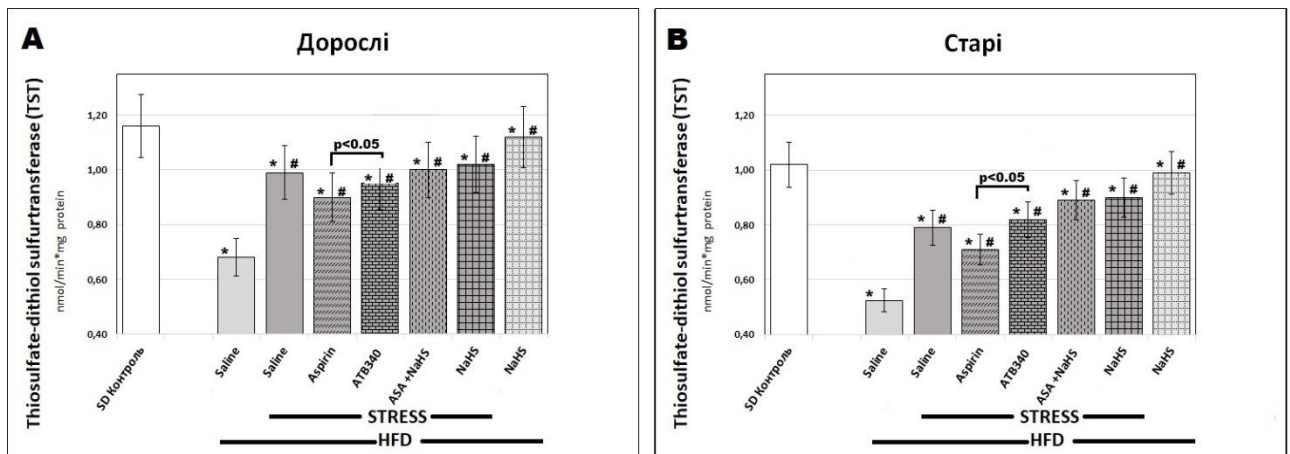 A
Дорослі
Thiosulfate-dithiol sulfurtransferase (TST)
nmol/min*mg protein
1,20
1,00
0,80
0,60
0,40
p<0.05
*
* #
* #
* #
* #
* #
* #
SD Контроль
Saline
Saline
Aspirin
ATB340
ASA +NaHS
NaHS
NaHS
STRESS
HFD
B
Старі
Thiosulfate-dithiol sulfurtransferase (TST)
nmol/min*mg protein
1,20
1,00
0,80
0,60
0,40
p<0.05
*
* #
* #
* #
* #
* #
* #
SD Контроль
Saline
Saline
Aspirin
ATB340
ASA +NaHS
NaHS
NaHS
STRESS
HFD